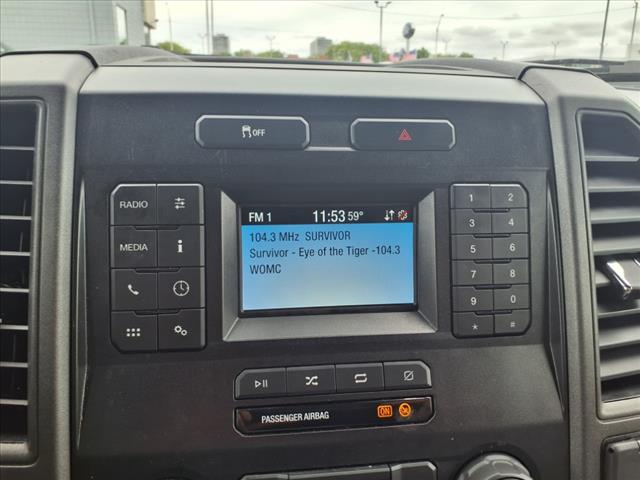 OFF
FM 1 11:53 59°
104.3 MHz SURVIVOR
Survivor - Eye of the Tiger -104.3
WOMC
RADIO
MEDIA
i
1 2
3 4
5 6
7 8
9 0
* #
PASSENGER AIRBAG ON